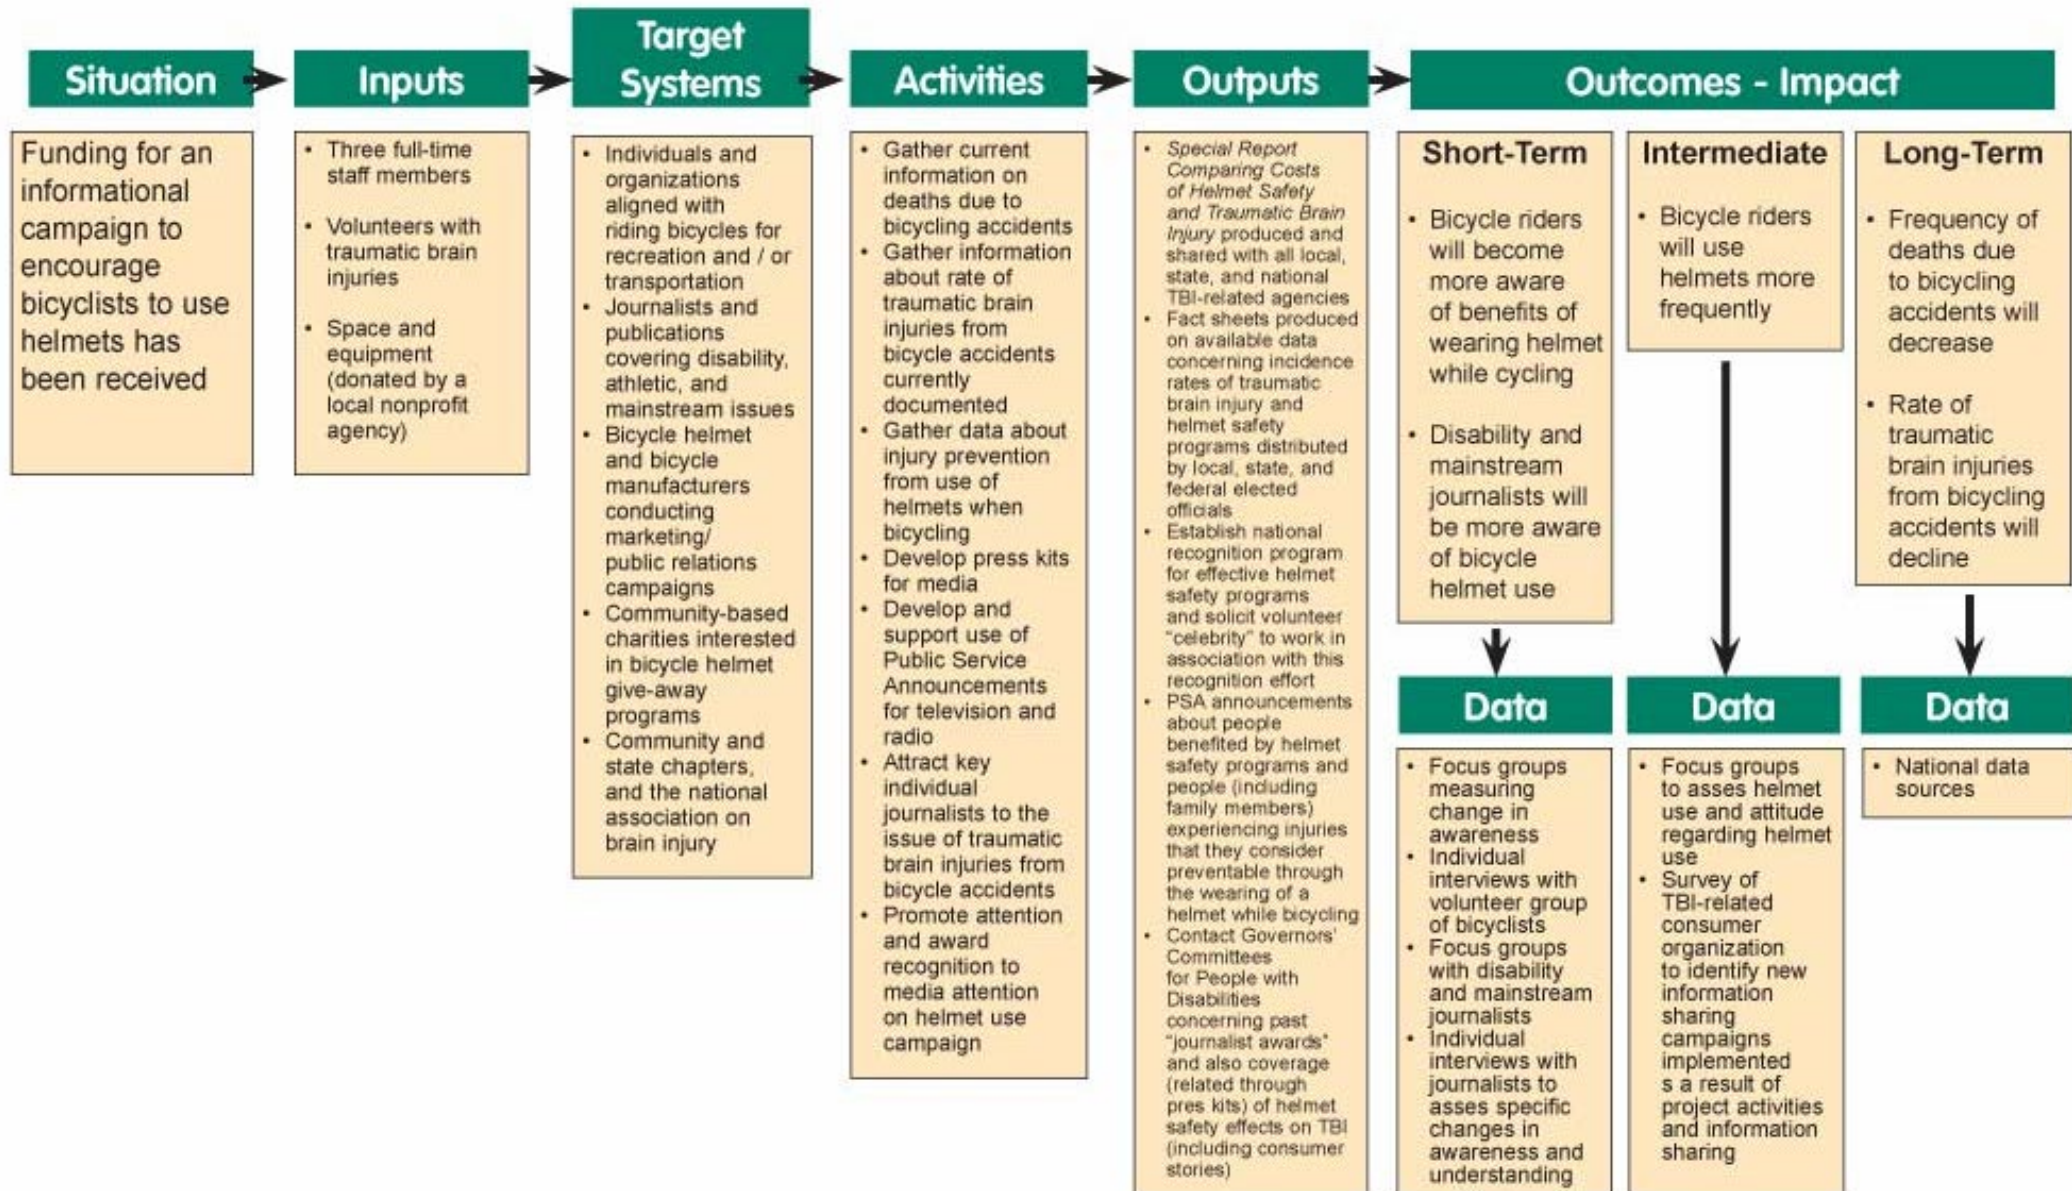 Situation
Funding for an
informational
campaign to
encourage
bicyclists to use
helmets has
been received
Inputs
• Three full-time
staff members
• Volunteers with
traumatic brain
injuries
• Space and
equipment
(donated by a
local nonprofit
agency)
Target
Systems
• Individuals and
organizations
aligned with
riding bicycles for
recreation and / or
transportation
• Journalists and
publications
covering disability,
athletic, and
mainstream issues
• Bicycle helmet
and bicycle
manufacturers
conducting
marketing/
public relations
campaigns
• Community-based
charities interested
in bicycle helmet
give-away
programs
• Community and
state chapters,
and the national
association on
brain injury
Activities
• Gather current
information on
deaths due to
bicycling accidents
• Gather information
about rate of
traumatic brain
injuries from
bicycle accidents
currently
documented
• Gather data about
injury prevention
from use of
helmets when
bicycling
• Develop press kits
for media
• Develop and
support use of
Public Service
Announcements
for television and
radio
• Attract key
individual
journalists to the
issue of traumatic
brain injuries from
bicycle accidents
• Promote attention
and award
recognition to
media attention
on helmet use
campaign
Outputs
• Special Report
Comparing Costs
of Helmet Safety
and Traumatic Brain
Injury produced and
shared with all local,
state, and national
TBI-related agencies
• Fact sheets produced
on available data
concerning incidence
rates of traumatic
brain injury and
helmet safety
programs distributed
by local, state, and
federal elected
officials
• Establish national
recognition program
for effective helmet
safety programs
and solicit volunteer
"celebrity" to work in
association with this
recognition effort
• PSA announcements
about people
benefited by helmet
safety programs and
people (including
family members)
experiencing injuries
that they consider
preventable through
the wearing of a
helmet while bicycling
• Contact Governors'
Committees
for People with
Disabilities
concerning past
"journalist awards"
and also coverage
(related through
pres kits) of helmet
safety effects on TBI
(including consumer
stories)
Outcomes - Impact
Short-Term
• Bicycle riders
will become
more aware
of benefits of
wearing helmet
while cycling
• Disability and
mainstream
journalists will
be more aware
of bicycle
helmet use
Data
• Focus groups
measuring
change in
awareness
• Individual
interviews with
volunteer group
of bicyclists
• Focus groups
with disability
and mainstream
journalists
• Individual
interviews with
journalists to
asses specific
changes in
awareness and
understanding
Intermediate
• Bicycle riders
will use
helmets more
frequently
Data
• Focus groups
to asses helmet
use and attitude
regarding helmet
use
• Survey of
TBI-related
consumer
organization
to identify new
information
sharing
campaigns
implemented
s a result of
project activities
and information
sharing
Long-Term
• Frequency of
deaths due
to bicycling
accidents will
decrease
• Rate of
traumatic
brain injuries
from bicycling
accidents will
decline
Data
• National data
sources